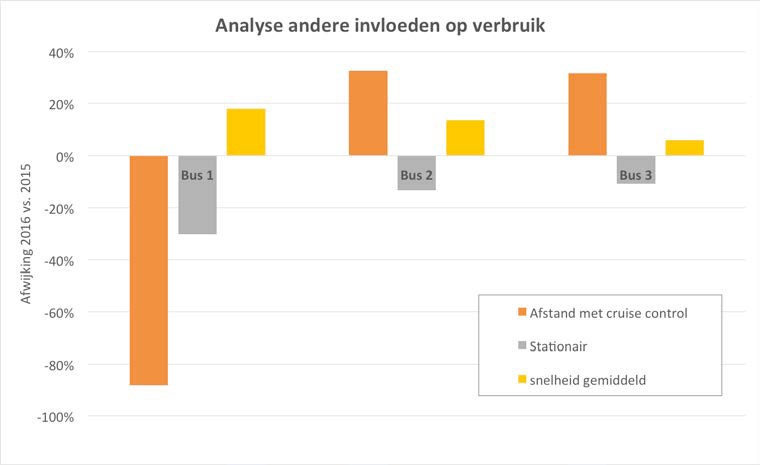 Analyse andere invloeden op verbruik
Afwijking 2016 vs. 2015
40%
20%
0%
-20%
-40%
-60%
-80%
-100%
Bus 1
Bus 2
Bus 3
Afstand met cruise control
Stationair
snelheid gemiddeld